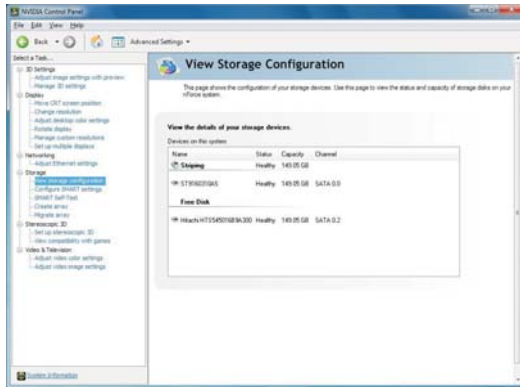 NVIDIA Control Panel
File Edit View Help
Back
Advanced Settings
Select a Task...
3D Settings
Adjust image settings with preview
Manage 3D settings
Display
Move CRT screen position
Change resolution
Adjust desktop color settings
Rotate display
Manage custom resolutions
Set up multiple displays
Networking
Adjust Ethernet settings
Storage
View storage configuration
Configure SMART settings
SMART Self-Test
Create array
Migrate array
Stereoscopic 3D
Set up stereoscopic 3D
View compatibility with games
Video & Television
Adjust video color settings
Adjust video image settings
System Information
View Storage Configuration
This page shows the configuration of your storage devices. Use this page to view the status and capacity of storage disks on your nForce system.
View the details of your storage devices.
Devices on this system:
Name Status Capacity Channel
Striping Healthy 149.05 GB
ST9160310AS Healthy 149.05 GB SATA 0.0
Free Disk
Hitachi HTS545016B9A300 Healthy 149.05 GB SATA 0.2